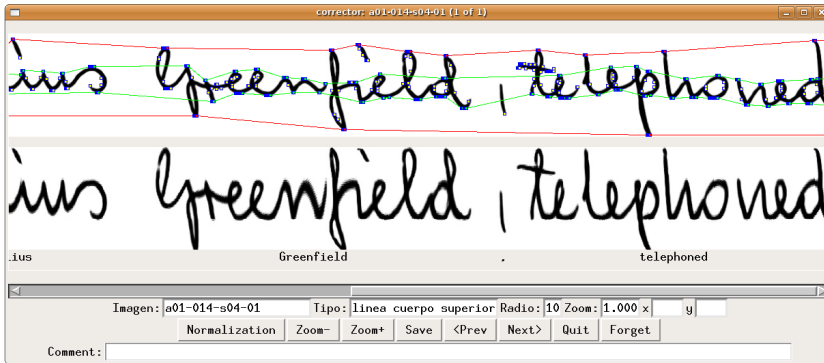 corrector: a01-014-s04-01 (1 of 1)
ius Greenfield , telephoned
ius Greenfield , telephoned
.ius Greenfield , telephoned
Imagen: a01-014-s04-01 Tipo: linea cuerpo superior Radio: 10 Zoom: 1.000 x y
Normalization Zoom- Zoom+ Save <Prev Next> Quit Forget
Comment: